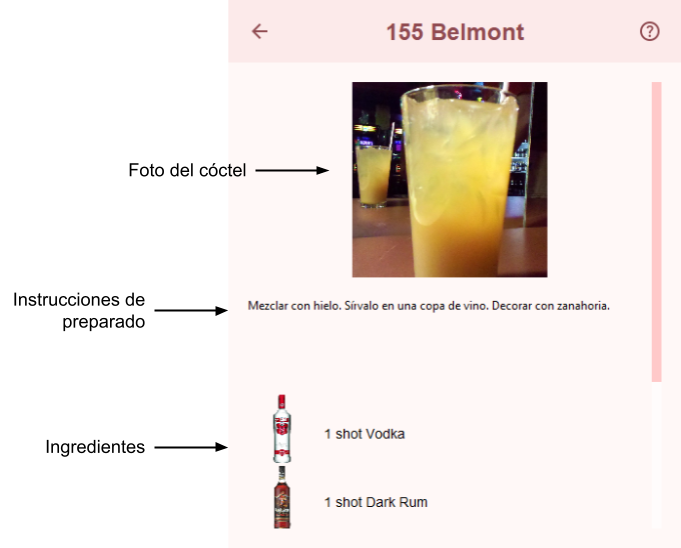 155 Belmont
Foto del cóctel
Instrucciones de
preparado
Mezclar con hielo. Sírvalo en una copa de vino. Decorar con zanahoria.
Ingredientes
1 shot Vodka
1 shot Dark Rum